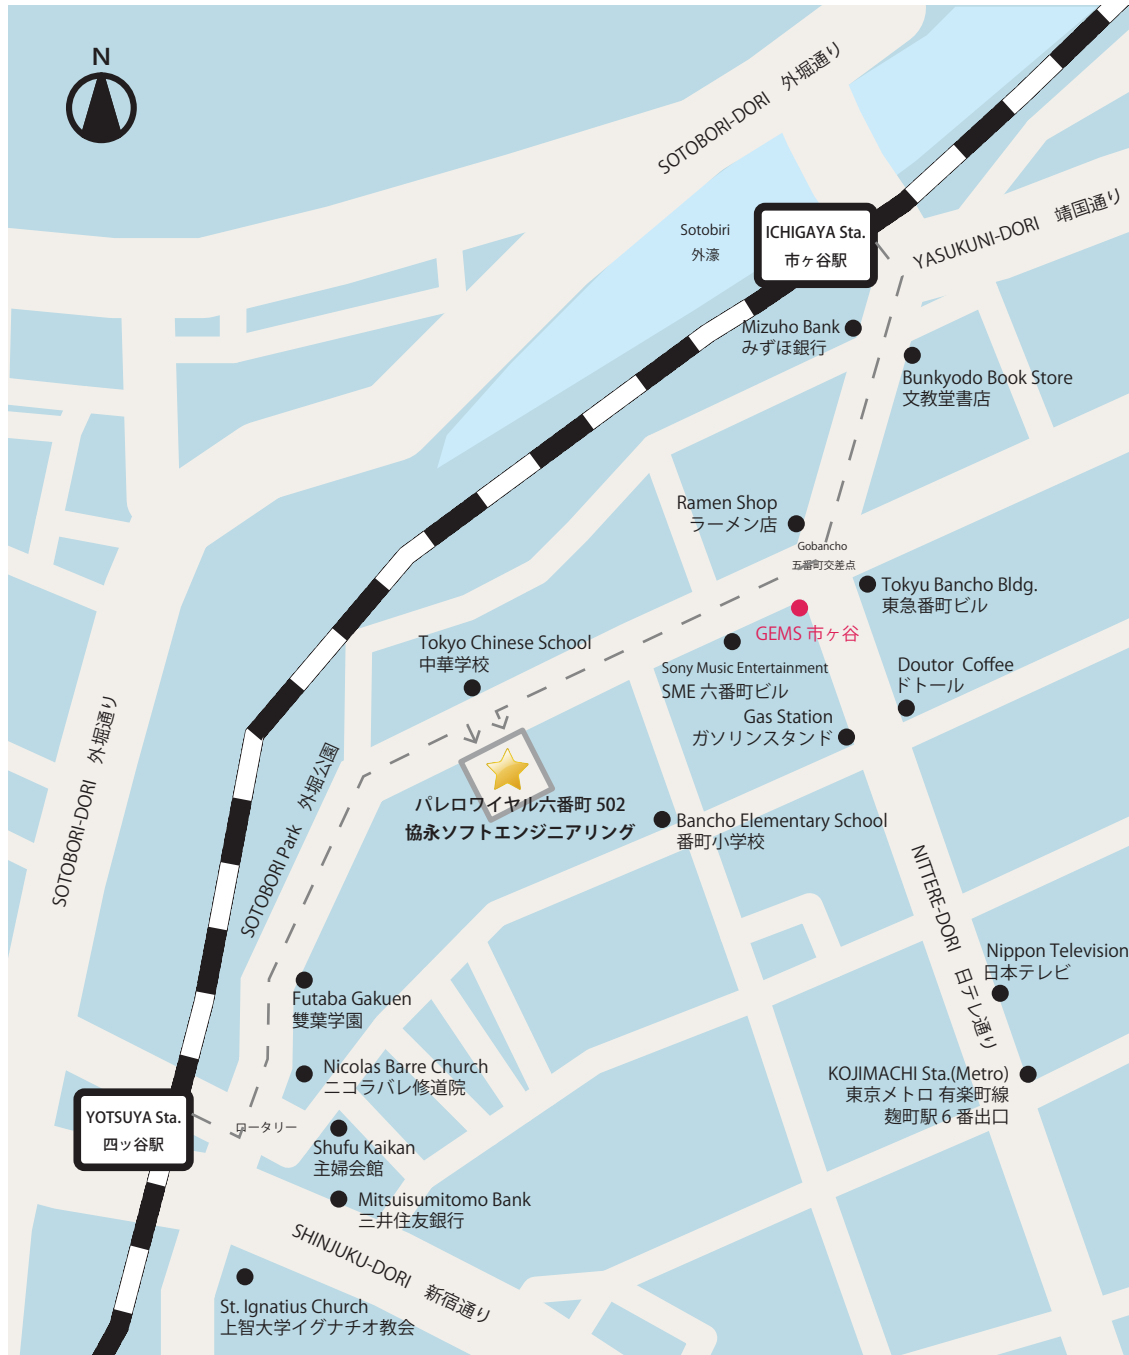 N
SOTOBORI-DORI 外堀通り
Sotobiri
外濠
ICHIGAYA Sta.
市ヶ谷駅
YASUKUNI-DORI 靖国通り
Mizuho Bank
みずほ銀行
Bunkyodo Book Store
文教堂書店
Ramen Shop
ラーメン店
Gobancho
五番町交差点
Tokyu Bancho Bldg.
東急番町ビル
GEMS 市ヶ谷
Tokyo Chinese School
中華学校
Sony Music Entertainment
SME 六番町ビル
Doutor Coffee
ドトール
Gas Station
ガソリンスタンド
SOTOBORI-DORI 外堀通り
SOTOBORI Park 外堀公園
パレロワイヤル六番町 502
協永ソフトエンジニアリング
Bancho Elementary School
番町小学校
NITTERE-DORI 日テレ通り
Nippon Television
日本テレビ
Futaba Gakuen
雙葉学園
Nicolas Barre Church
ニコラバレ修道院
KOJIMACHI Sta.(Metro)
東京メトロ 有楽町線
麹町駅 6 番出口
YOTSUYA Sta.
四ッ谷駅
ロータリー
Shufu Kaikan
主婦会館
Mitsuisumitomo Bank
三井住友銀行
SHINJUKU-DORI 新宿通り
St. Ignatius Church
上智大学イグナチオ教会